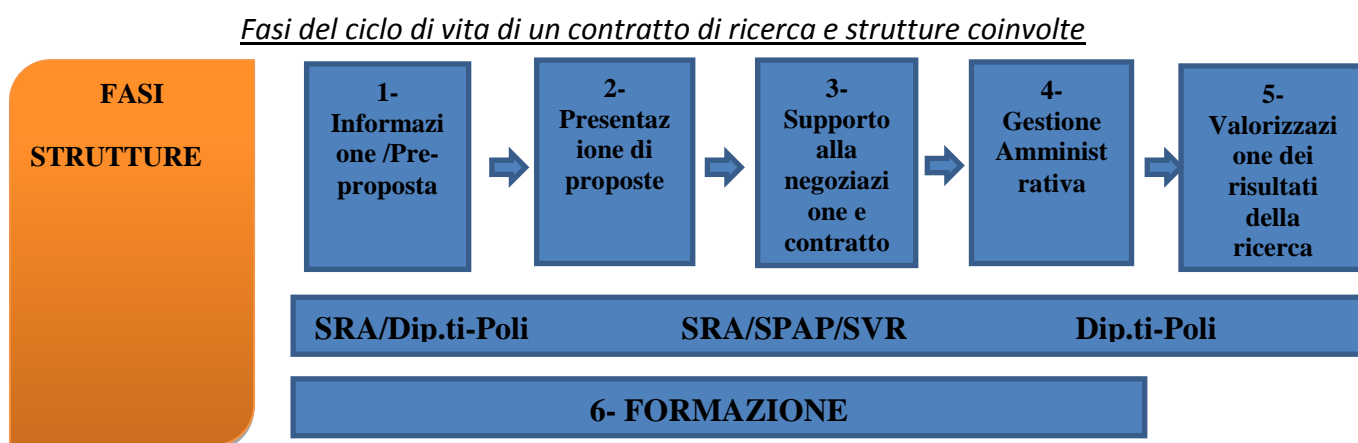 Fasi del ciclo di vita di un contratto di ricerca e strutture coinvolte
FASI
STRUTTURE
1-
Informazi
one /Pre-
proposta
2-
Presentaz
ione di
proposte
3-
Supporto
alla
negoziazi
one e
contratto
4-
Gestione
Amminist
rativa
5-
Valorizzazi
one dei
risultati
della
ricerca
SRA/Dip.ti-Poli SRA/SPAP/SVR Dip.ti-Poli
6- FORMAZIONE